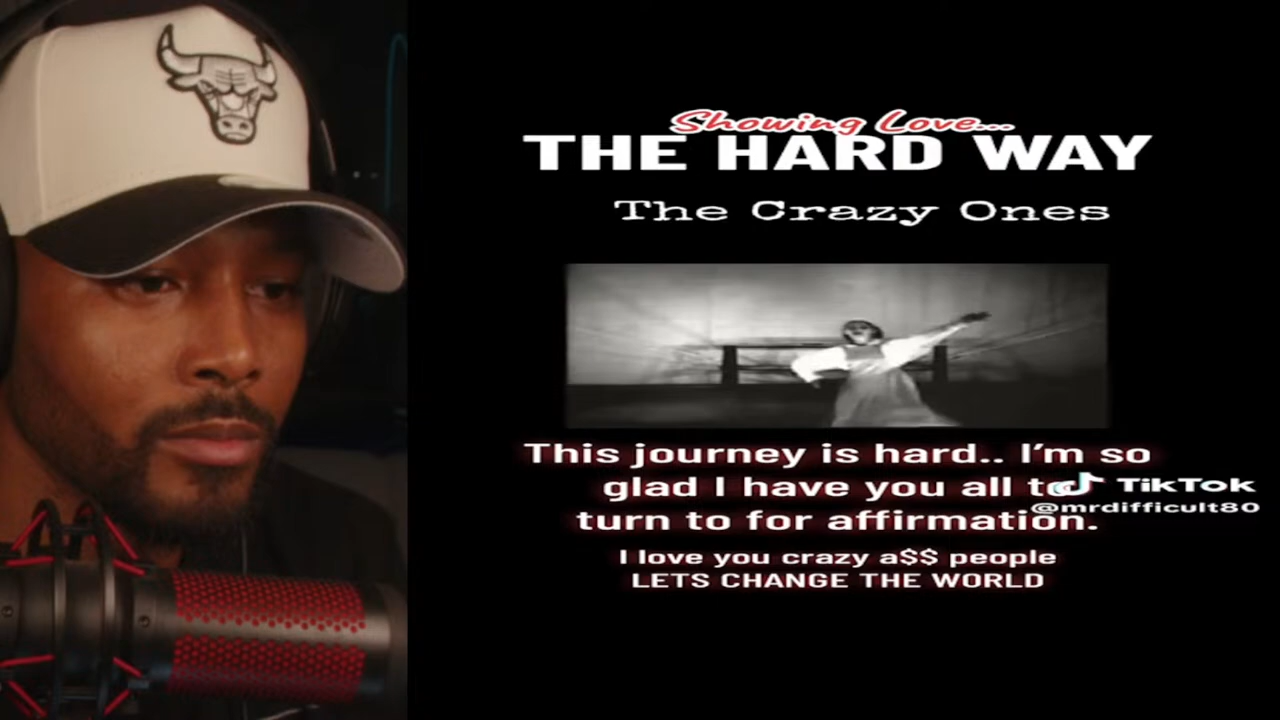 Showing Love...
THE HARD WAY
The Crazy Ones
This journey is hard.. I'm so
glad I have you all
TikTok
@mrdifficult80
turn to for affirmation.
I love you crazy a$$ people
LETS CHANGE THE WORLD